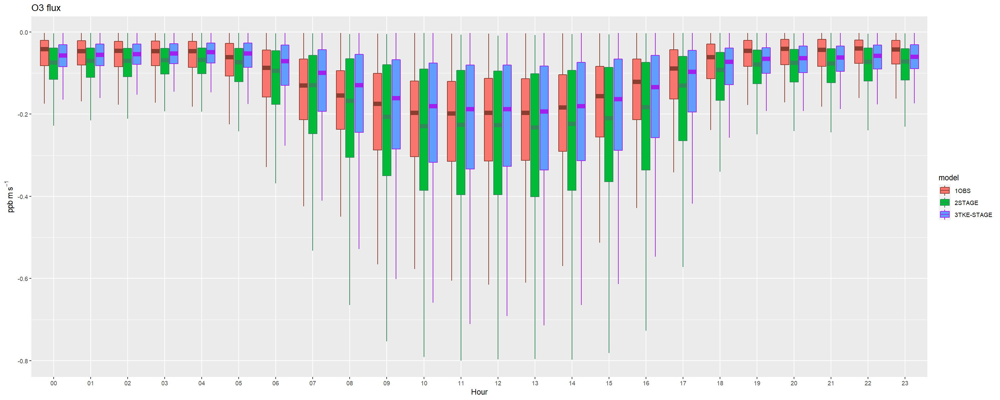 O3 flux
0.0
-0.2
-0.4
-0.6
-0.8
ppb m s⁻¹
00 01 02 03 04 05 06 07 08 09 10 11 12 13 14 15 16 17 18 19 20 21 22 23
Hour
model
1OBS
2STAGE
3TKE-STAGE